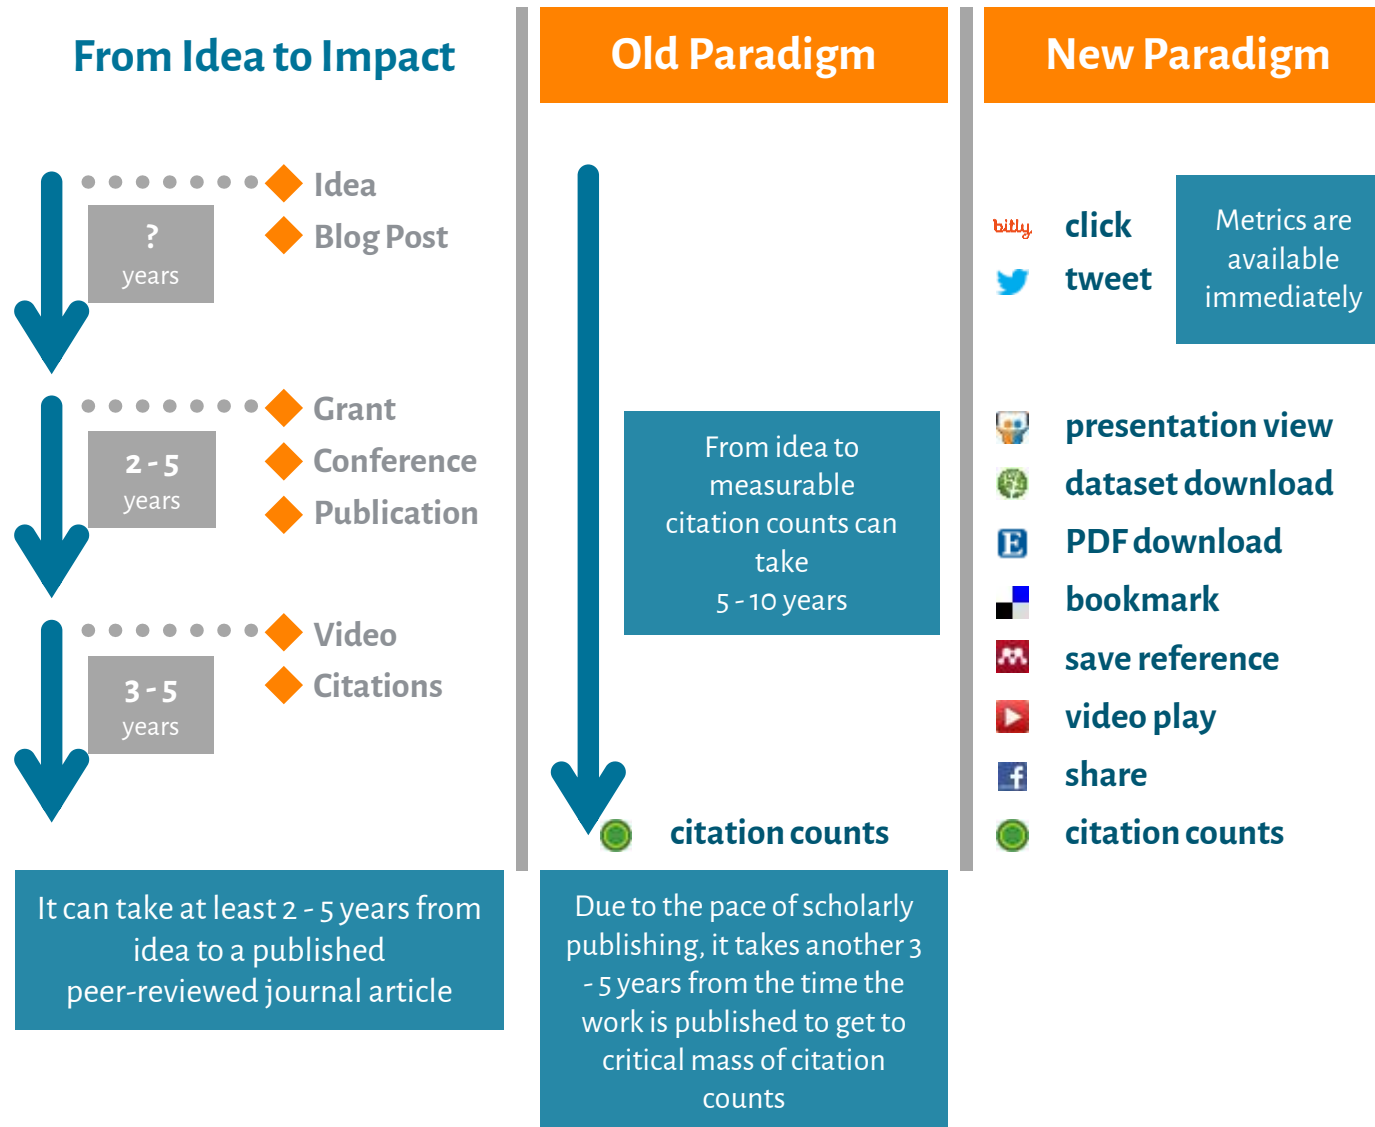 From Idea to Impact
Idea
Blog Post
?
years
Grant
Conference
Publication
2 - 5
years
Video
Citations
3 - 5
years
It can take at least 2 - 5 years from
idea to a published
peer-reviewed journal article
Old Paradigm
From idea to
measurable
citation counts can
take
5 - 10 years
citation counts
Due to the pace of scholarly
publishing, it takes another 3
- 5 years from the time the
work is published to get to
critical mass of citation
counts
New Paradigm
bitly
click
tweet
Metrics are
available
immediately
presentation view
dataset download
E
PDF download
bookmark
save reference
video play
f
share
citation counts